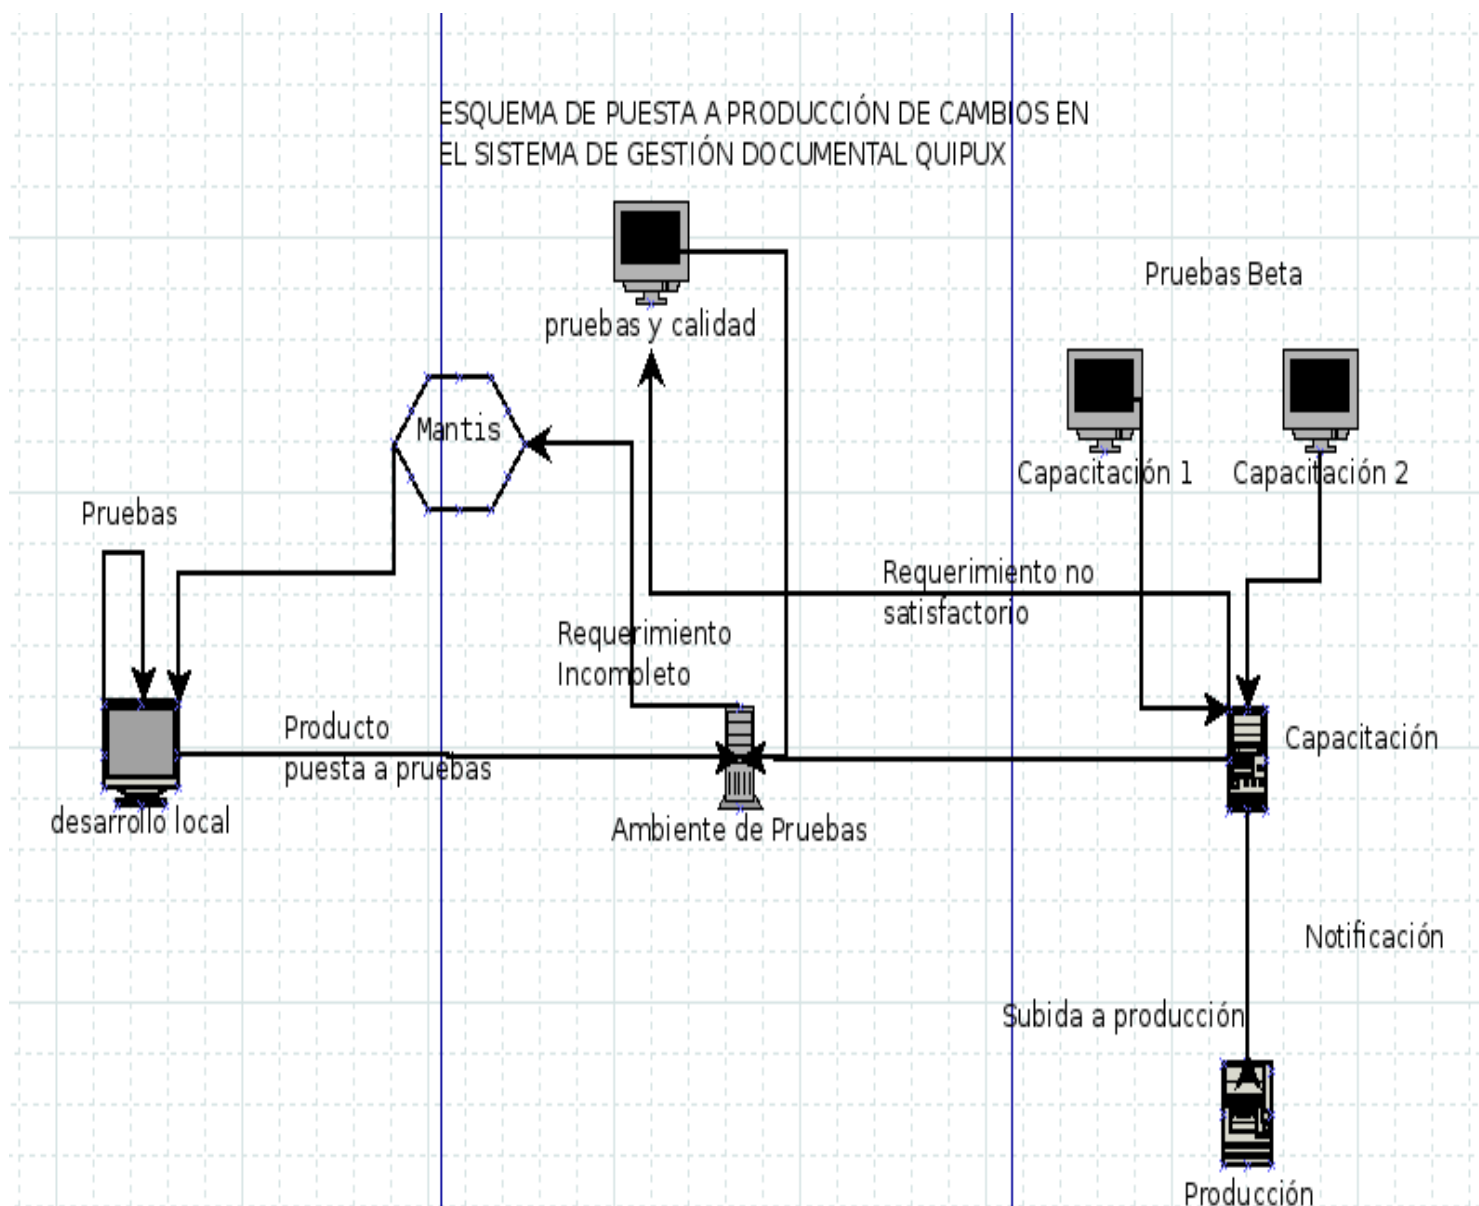 ESQUEMA DE PUESTA A PRODUCCIÓN DE CAMBIOS EN
EL SISTEMA DE GESTIÓN DOCUMENTAL QUIPUX
Pruebas Beta
pruebas y calidad
Mantis
Capacitación 1
Capacitación 2
Pruebas
Requerimiento no
satisfactorio
Requerimiento
Incompleto
Producto
puesta a pruebas
Capacitación
desarrollo local
Ambiente de Pruebas
Notificación
Subida a producción
Producción